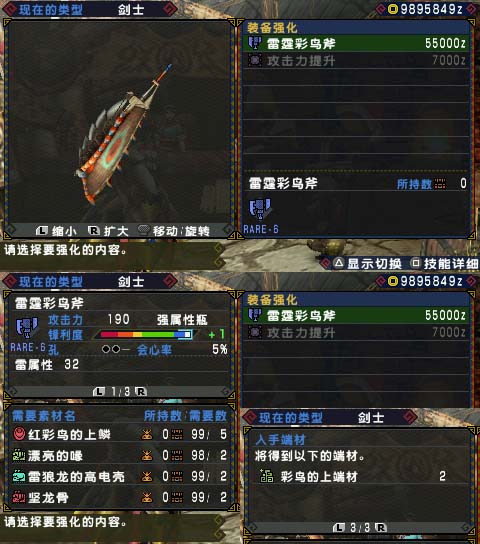 现在的类型 剑士
9895849z
装备强化
雷霆彩鸟斧 55000z
攻击力提升 7000z
雷霆彩鸟斧 所持数 0
RARE-6
L 缩小 R 扩大 移动/旋转
请选择要强化的内容。
△显示切换 □技能详细
现在的类型 剑士
9895849z
雷霆彩鸟斧
攻击力 190 强属性瓶
锋利度 +1
RARE-6 孔 ○○— 会心率 5%
雷属性 32
L 1/3 R
需要素材名 所持数/需要数
红彩鸟的上鳞 0 99/ 5
漂亮的喙 0 98/ 2
雷狼龙的高电壳 0 99/ 2
坚龙骨 0 99/ 2
请选择要强化的内容。
装备强化
雷霆彩鸟斧 55000z
攻击力提升 7000z
现在的类型 剑士
入手端材
将得到以下的端材。
彩鸟的上端材 2
L 3/3 R